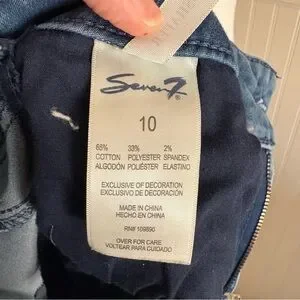 Seven7®
10
65% 33% 2%
COTTON POLYESTER SPANDEX
ALGODÓN POLIÉSTER ELASTINO
EXCLUSIVE OF DECORATION
EXCLUSIVO DE DECORACIÓN
MADE IN CHINA
HECHO EN CHINA
RN# 109890
OVER FOR CARE
VOLTEAR PARA CUIDADO